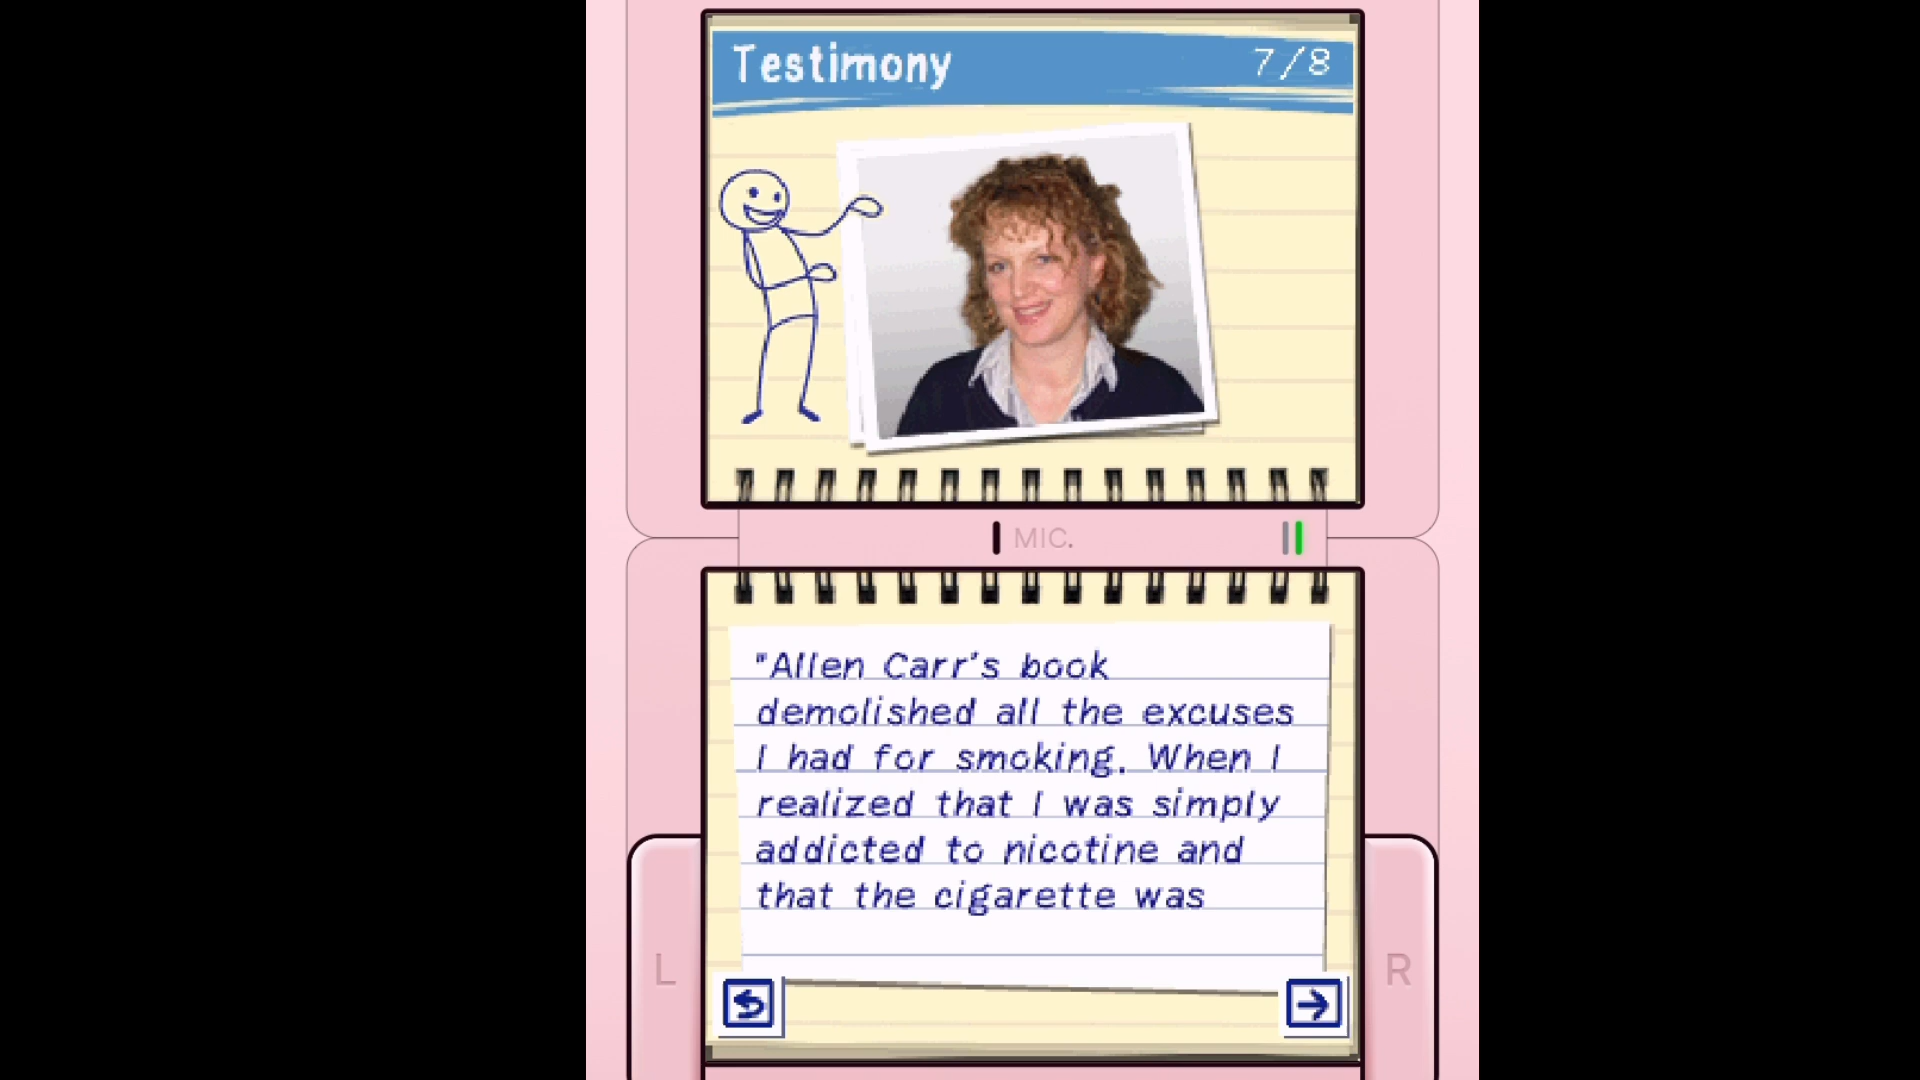 Testimony 7/8
MIC.
"Allen Carr's book
demolished all the excuses
I had for smoking. When I
realized that I was simply
addicted to nicotine and
that the cigarette was
L
R